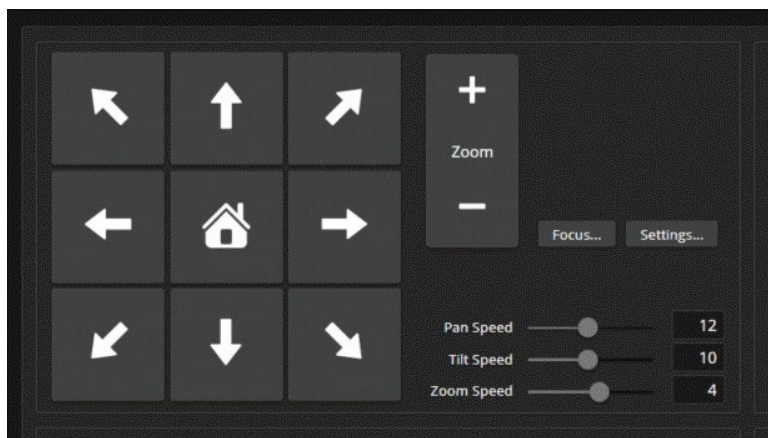 +
Zoom
−
Focus...
Settings...
Pan Speed 12
Tilt Speed 10
Zoom Speed 4